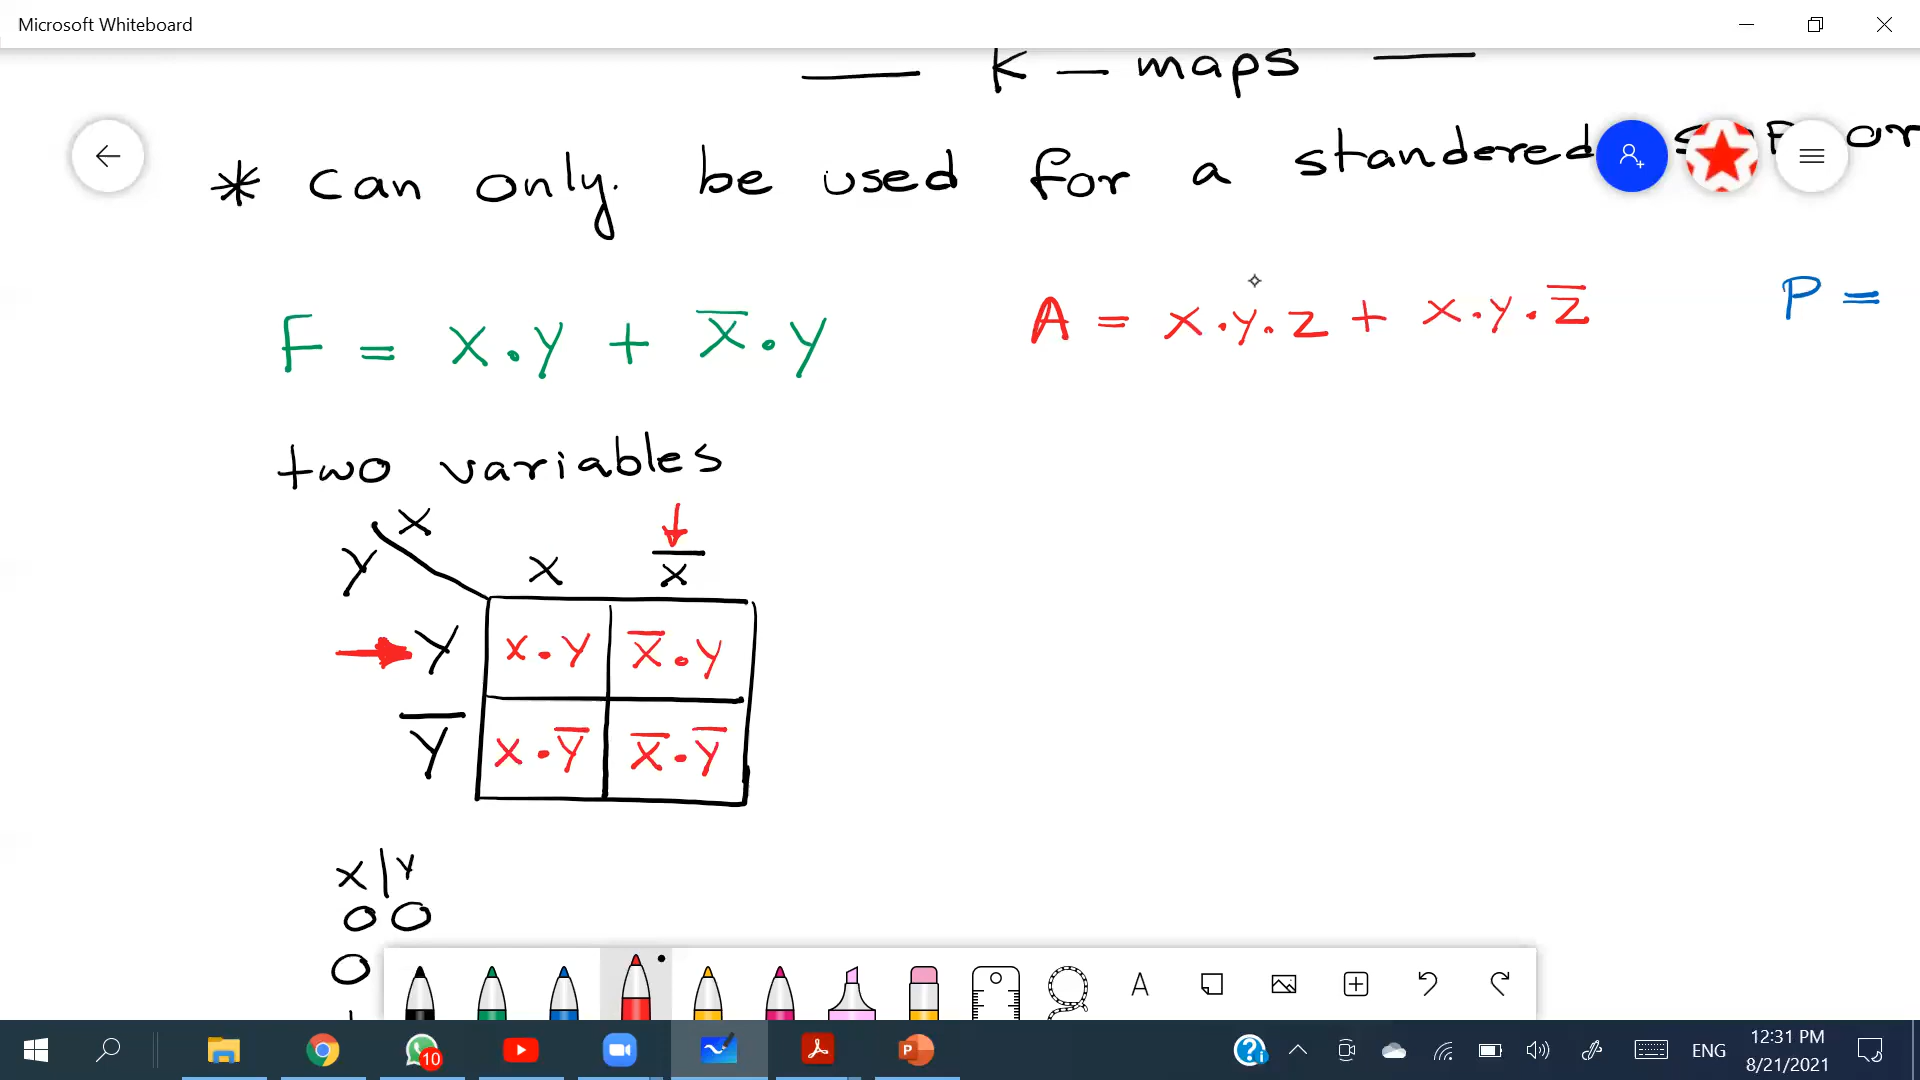 Microsoft Whiteboard
— K – maps —
* can only. be used for a standered or
F = X . Y + X̅ . Y
A = X . Y . Z + X . Y . Z̅
P =
two variables
X
Y
X X̅
Y X . Y X̅ . Y
Y̅ X . Y̅ X̅ . Y̅
X | Y
0 0
0
A
10
P
ENG
12:31 PM
8/21/2021